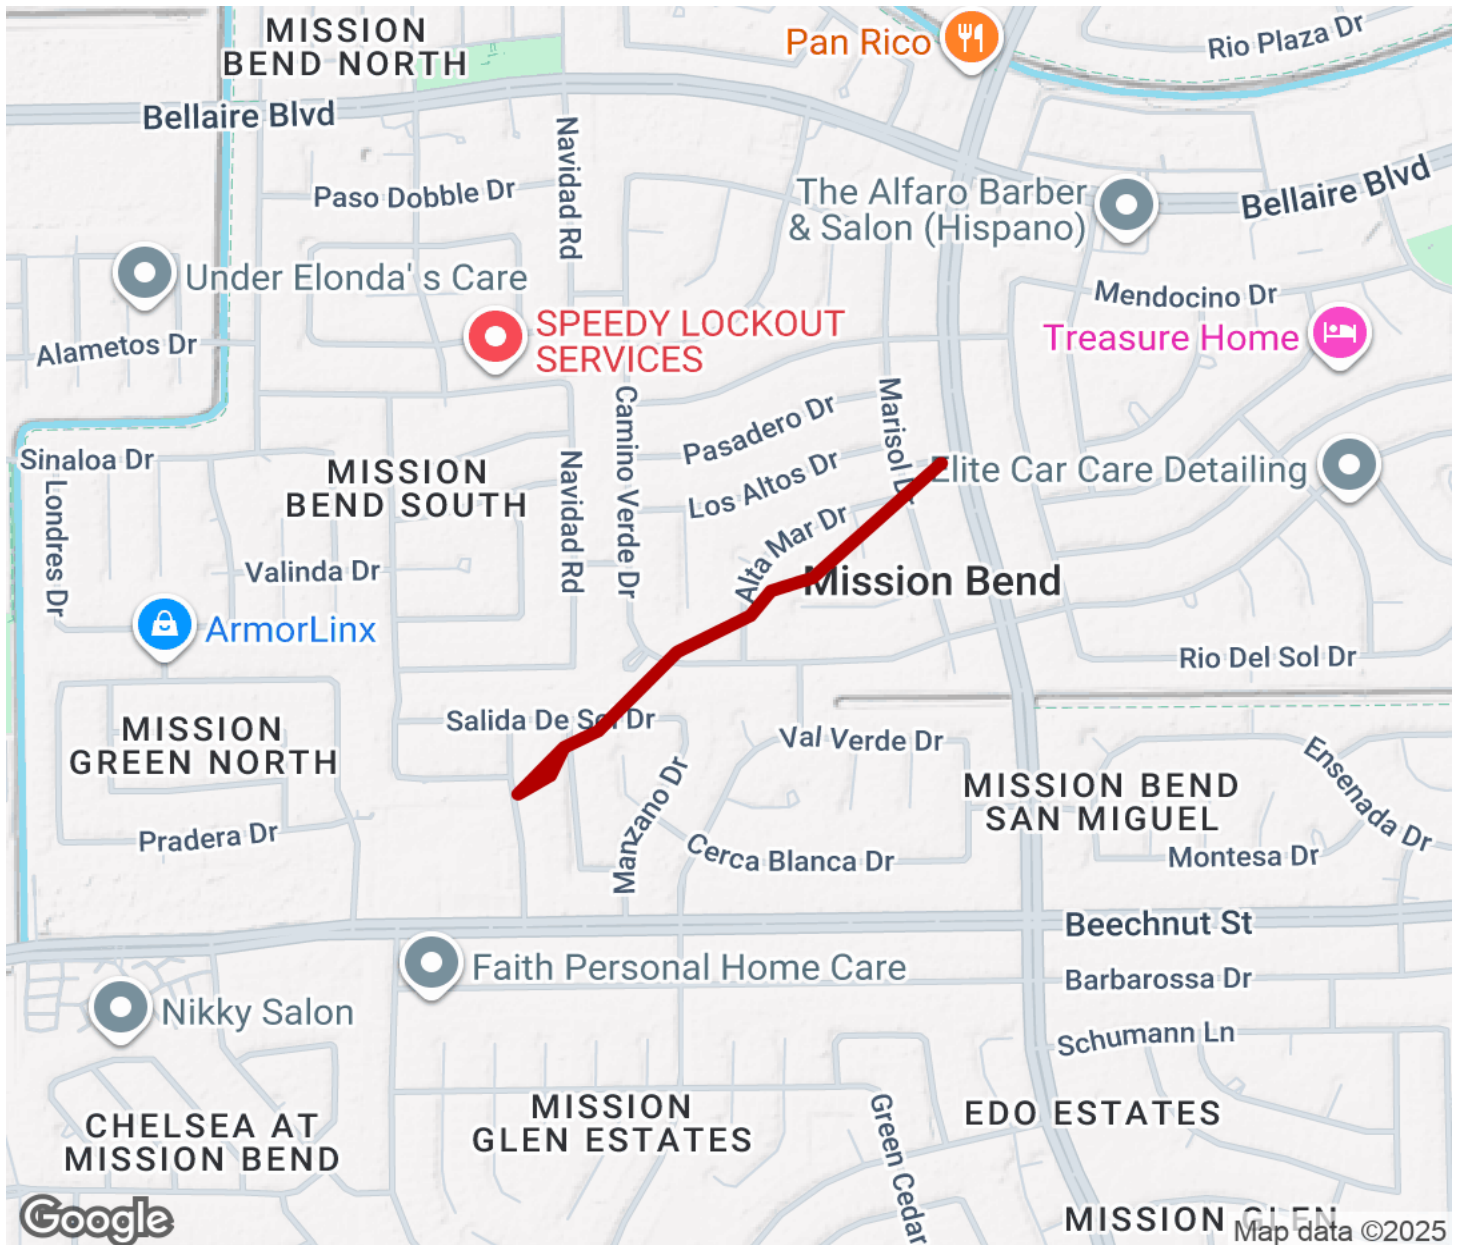 MISSION
BEND NORTH
Pan Rico
Rio Plaza Dr
Bellaire Blvd
Navidad Rd
Paso Dobble Dr
The Alfaro Barber
& Salon (Hispano)
Bellaire Blvd
Under Elonda's Care
Mendocino Dr
SPEEDY LOCKOUT
SERVICES
Treasure Home
Alametos Dr
Camino Verde Dr
Marisol Dr
Pasadero Dr
Sinaloa Dr
MISSION
BEND SOUTH
Navidad Rd
Los Altos Dr
Elite Car Care Detailing
Londres Dr
Alta Mar Dr
Valinda Dr
Mission Bend
ArmorLinx
Rio Del Sol Dr
MISSION
GREEN NORTH
Salida De Sol Dr
Val Verde Dr
Ensenada Dr
MISSION BEND
SAN MIGUEL
Manzano Dr
Pradera Dr
Cerca Blanca Dr
Montesa Dr
Beechnut St
Faith Personal Home Care
Barbarossa Dr
Nikky Salon
Schumann Ln
CHELSEA AT
MISSION BEND
MISSION
GLEN ESTATES
Green Cedar
EDO ESTATES
MISSION GLEN
Google
Map data ©2025